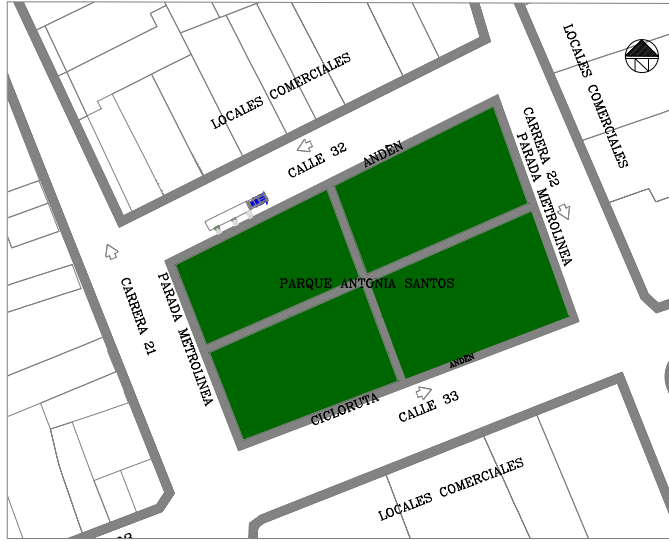 LOCALES COMERCIALES
LOCALES COMERCIALES
N
CALLE 32
ANDEN
CARRERA 22
PARADA METROLINEA
PARQUE ANTONIA SANTOS
CARRERA 21
PARADA METROLINEA
ANDEN
CICLORUTA
CALLE 33
LOCALES COMERCIALES